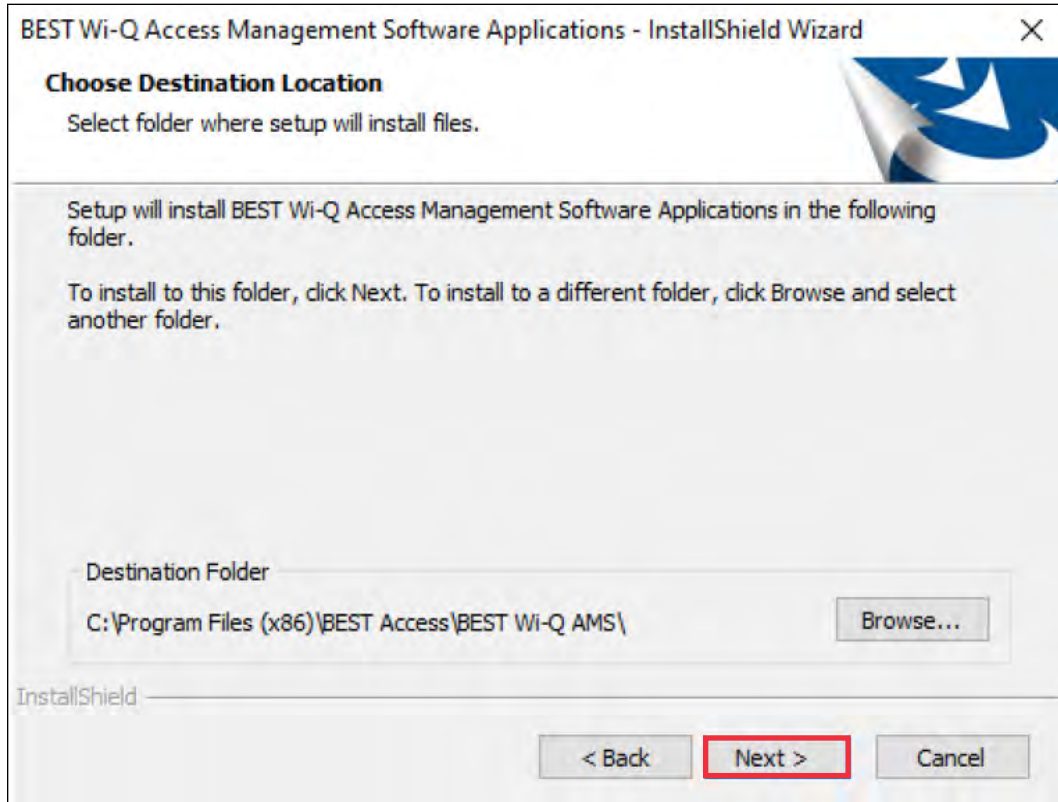 BEST Wi-Q Access Management Software Applications - InstallShield Wizard
Choose Destination Location
Select folder where setup will install files.
Setup will install BEST Wi-Q Access Management Software Applications in the following
folder.
To install to this folder, click Next. To install to a different folder, click Browse and select
another folder.
Destination Folder
C:\Program Files (x86)\BEST Access\BEST Wi-Q AMS\
Browse...
InstallShield
< Back
Next >
Cancel